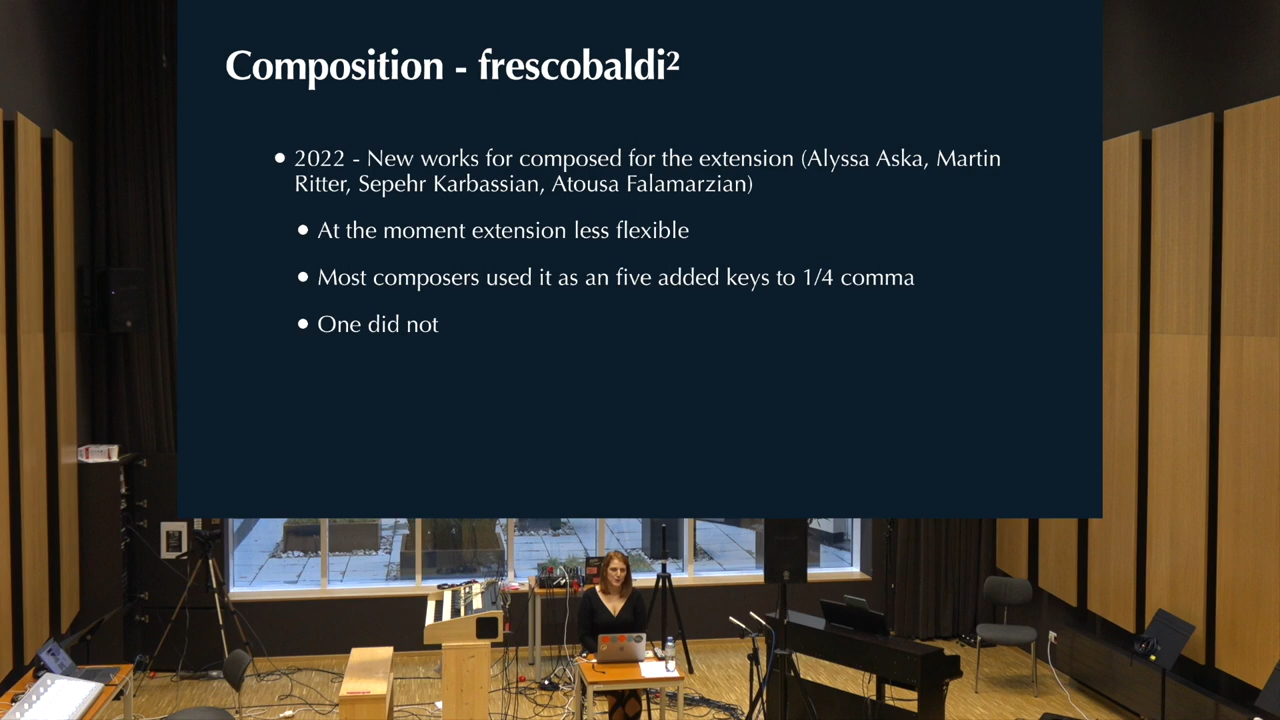 Composition - frescobaldi²
• 2022 - New works for composed for the extension (Alyssa Aska, Martin
Ritter, Sepehr Karbassian, Atousa Falamarzian)
• At the moment extension less flexible
• Most composers used it as an five added keys to 1/4 comma
• One did not